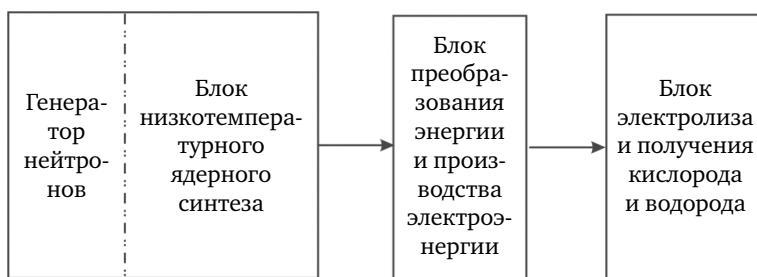 Генера-
тор
нейтро-
нов
Блок
низкотемпера-
турного
ядерного
синтеза
Блок
преобра-
зования
энергии
и произ-
водства
электроэ-
нергии
Блок
электролиза
и получения
кислорода
и водорода